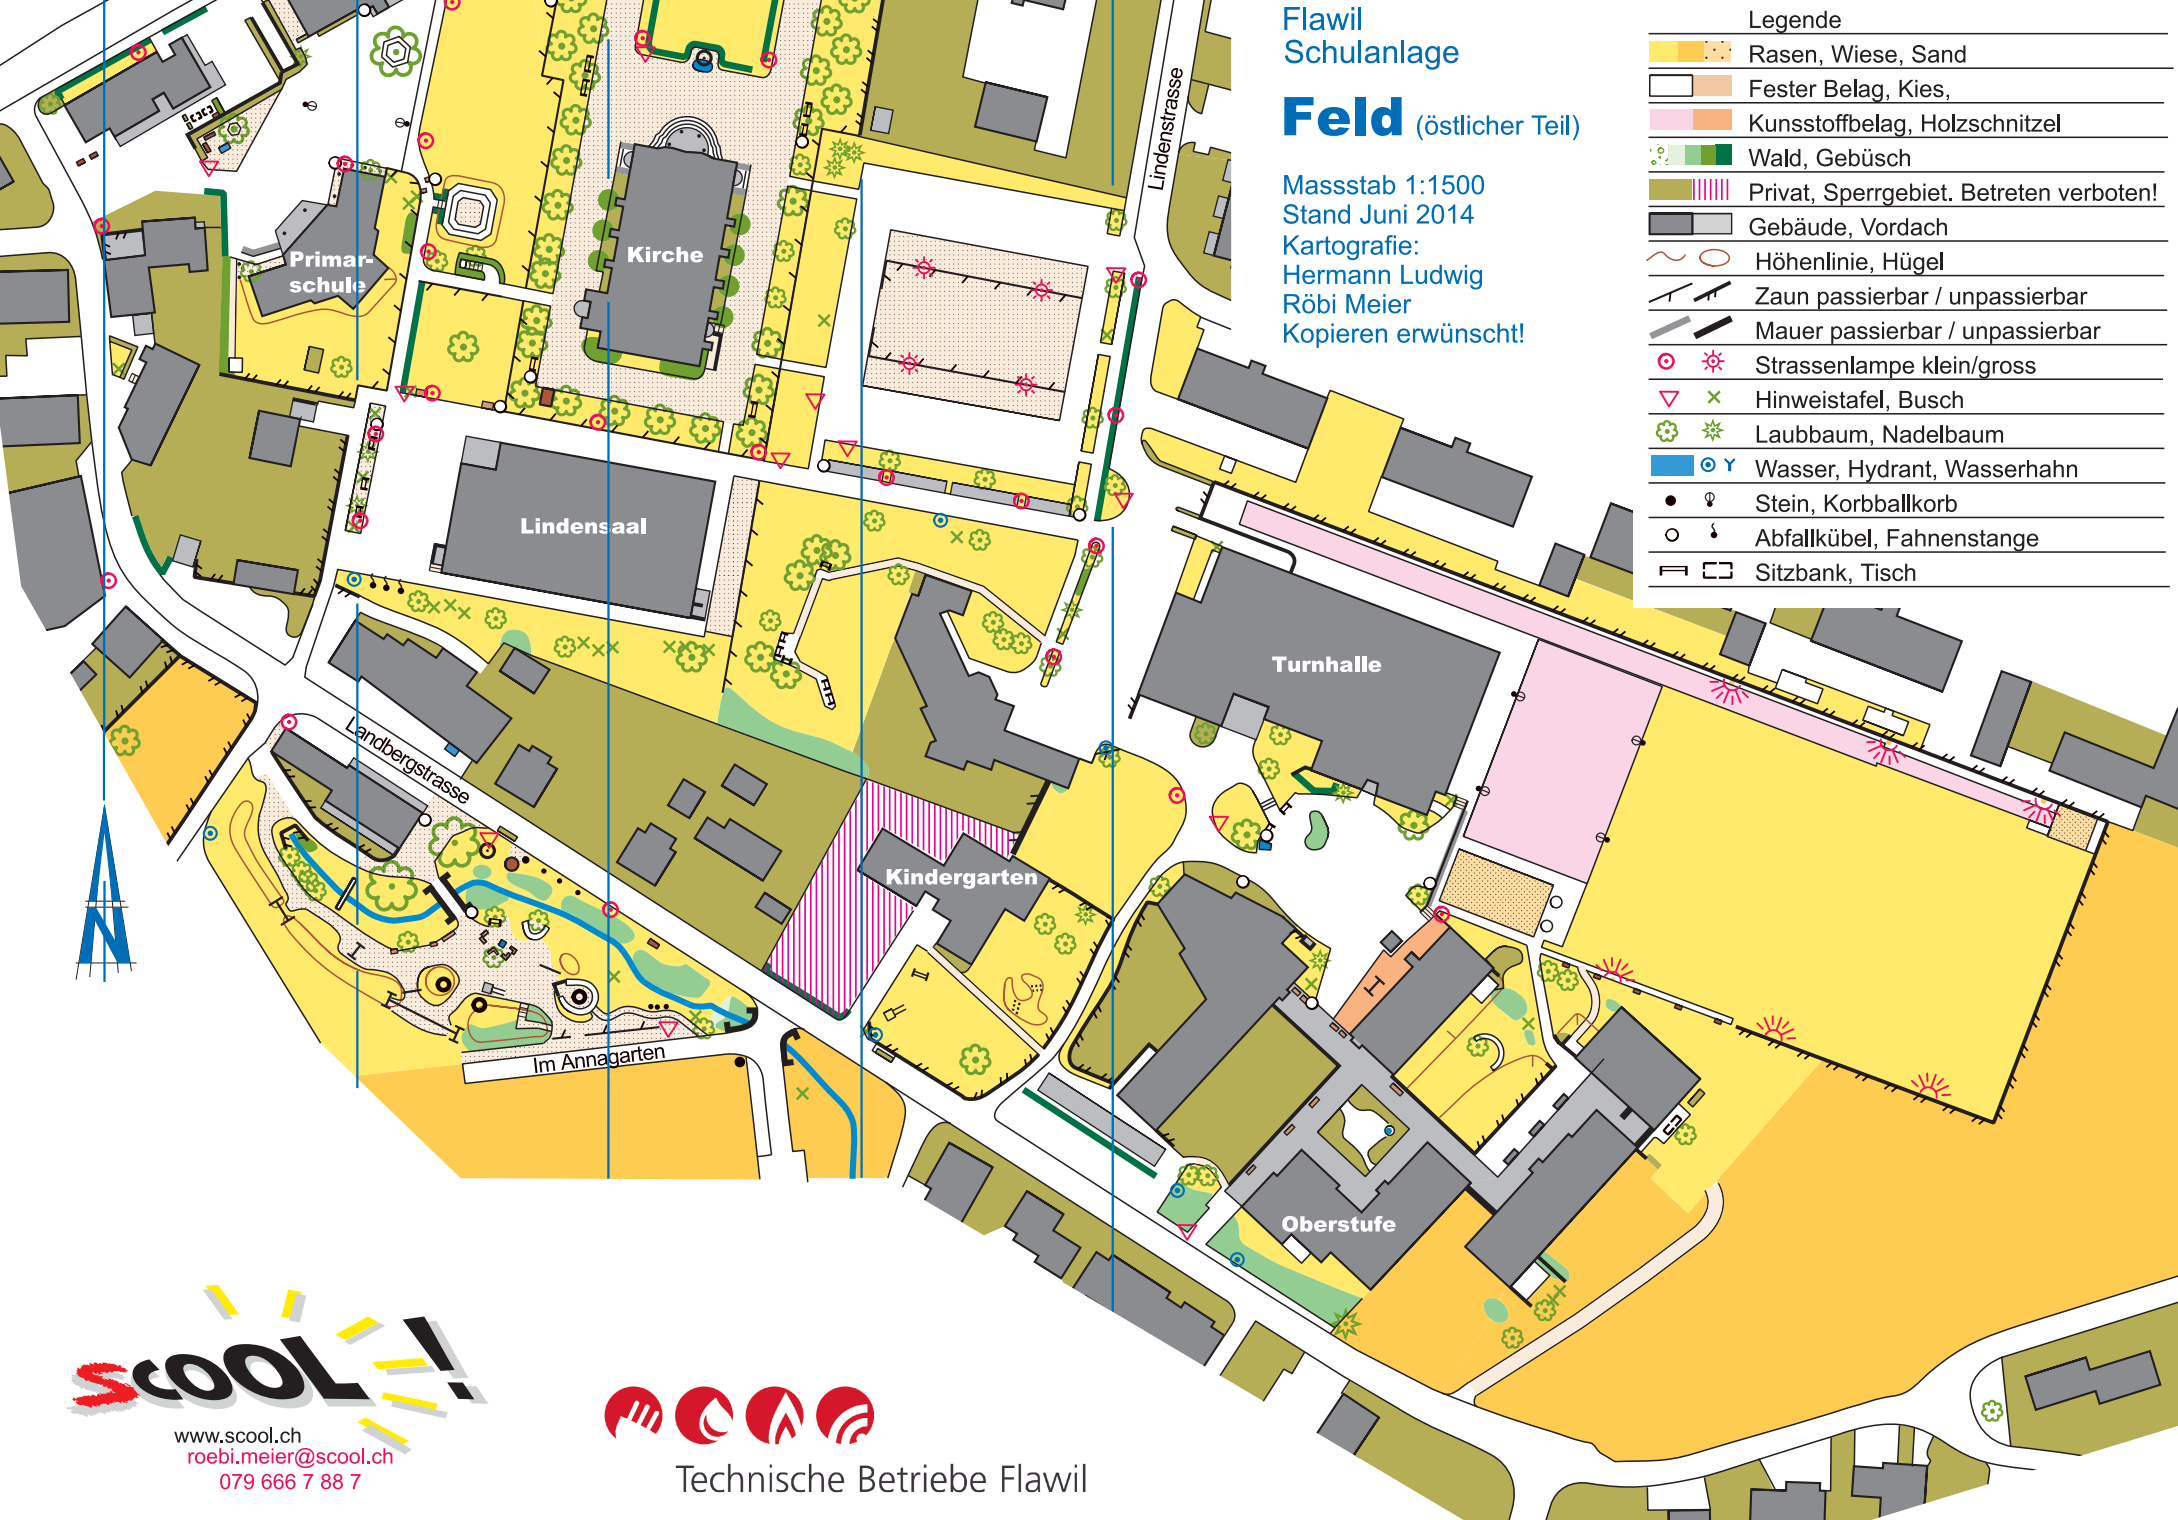 Flawil
Schulanlage
Feld (östlicher Teil)
Massstab 1:1500
Stand Juni 2014
Kartografie:
Hermann Ludwig
Röbi Meier
Kopieren erwünscht!
Legende
Rasen, Wiese, Sand
Fester Belag, Kies,
Kunsstoffbelag, Holzschnitzel
Wald, Gebüsch
Privat, Sperrgebiet. Betreten verboten!
Gebäude, Vordach
Höhenlinie, Hügel
Zaun passierbar / unpassierbar
Mauer passierbar / unpassierbar
Strassenlampe klein/gross
Hinweistafel, Busch
Laubbaum, Nadelbaum
Wasser, Hydrant, Wasserhahn
Stein, Korbballkorb
Abfallkübel, Fahnenstange
Sitzbank, Tisch
Lindenstrasse
Primar-
schule
Kirche
Lindensaal
Turnhalle
Landbergstrasse
Kindergarten
Im Annagarten
Oberstufe
N
SCOOL!
www.scool.ch
roebi.meier@scool.ch
079 666 7 88 7
Technische Betriebe Flawil